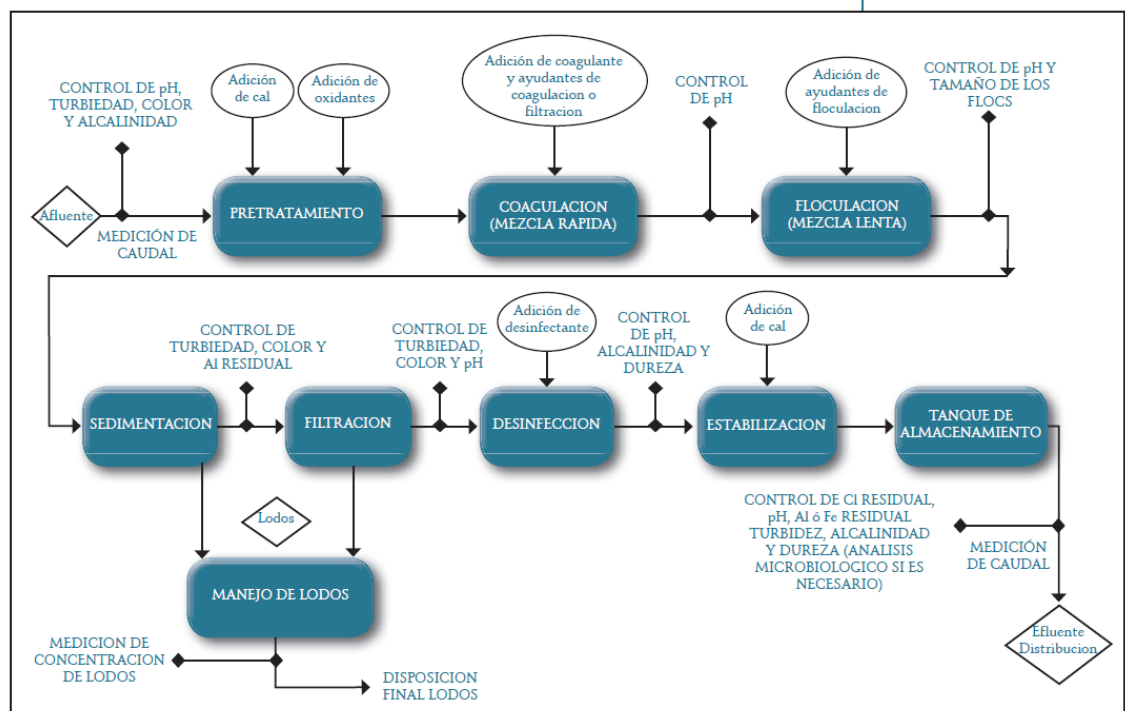 CONTROL DE pH,
TURBIEDAD, COLOR
Y ALCALINIDAD
Adición
de cal
Adición de
oxidantes
Adición de coagulante
y ayudantes de
coagulacion o
filtracion
CONTROL
DE pH
Adición de
ayudantes de
floculacion
CONTROL DE pH Y
TAMAÑO DE LOS
FLOCS
Afluente
MEDICIÓN DE
CAUDAL
PRETRATAMIENTO
COAGULACION
(MEZCLA RAPIDA)
FLOCULACION
(MEZCLA LENTA)
CONTROL DE
TURBIEDAD, COLOR Y
Al RESIDUAL
CONTROL DE
TURBIEDAD,
COLOR Y pH
Adición de
desinfectante
CONTROL
DE pH,
ALCALINIDAD Y
DUREZA
Adición
de cal
SEDIMENTACION
FILTRACION
DESINFECCION
ESTABILIZACION
TANQUE DE
ALMACENAMIENTO
Lodos
CONTROL DE Cl RESIDUAL,
pH, Al ó Fe RESIDUAL
TURBIDEZ, ALCALINIDAD
Y DUREZA (ANALISIS
MICROBIOLOGICO SI ES
NECESARIO)
MEDICIÓN
DE CAUDAL
MANEJO DE LODOS
Efluente
Distribucion
MEDICION DE
CONCENTRACION
DE LODOS
DISPOSICION
FINAL LODOS